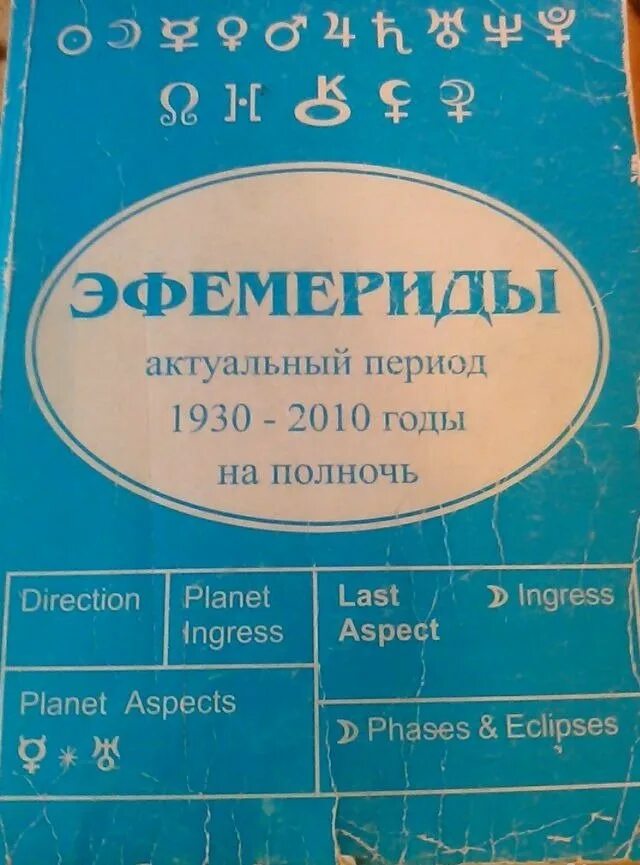 ☉ ☽ ☿ ♀ ♂ ♃ ♄ ♅ ♆ ⯓
☊ ]·[ ⚷ ⚸
ЭФЕМЕРИДЫ
актуальный период
1930 - 2010 годы
на полночь
Direction
Planet
Ingress
Last
Aspect
☽ Ingress
Planet Aspects
☿ ⚹ ♅
☽ Phases & Eclipses